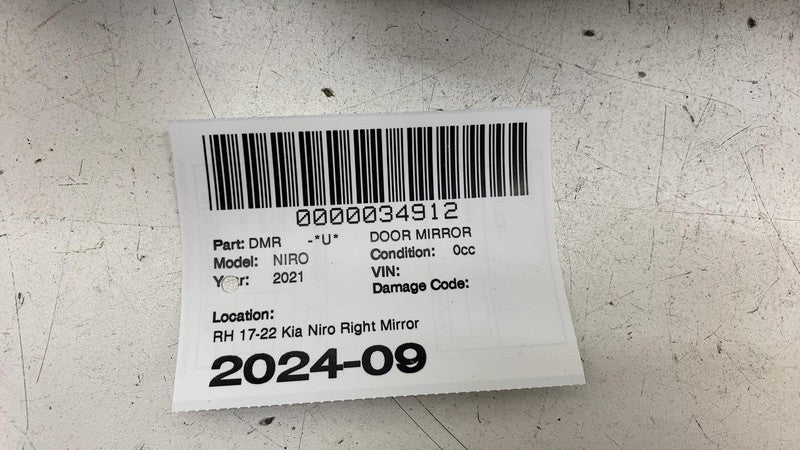 0000034912
Part: DMR -*U* DOOR MIRROR
Model: NIRO Condition: 0cc
Year: 2021 VIN:
Damage Code:
Location:
RH 17-22 Kia Niro Right Mirror
2024-09